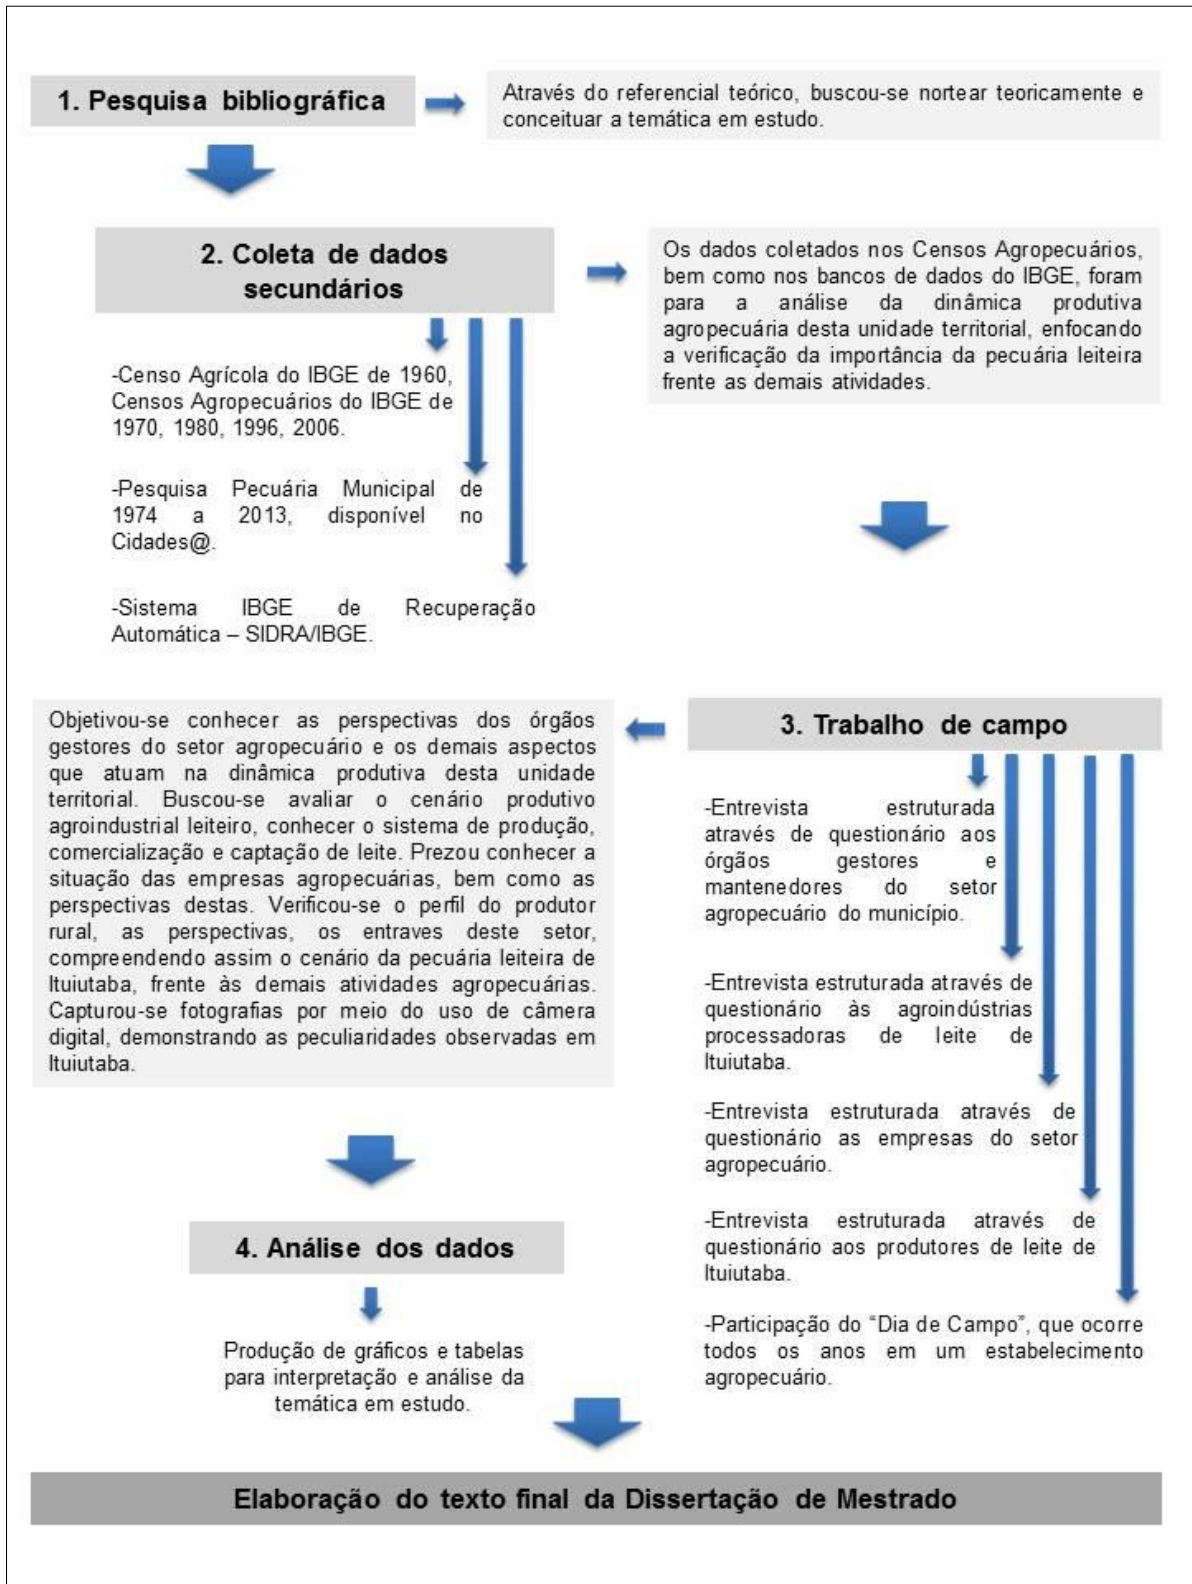 1. Pesquisa bibliográfica
Através do referencial teórico, buscou-se nortear teoricamente e
conceituar a temática em estudo.
2. Coleta de dados
secundários
Os dados coletados nos Censos Agropecuários,
bem como nos bancos de dados do IBGE, foram
para a análise da dinâmica produtiva
agropecuária desta unidade territorial, enfocando
a verificação da importância da pecuária leiteira
frente as demais atividades.
-Censo Agrícola do IBGE de 1960,
Censos Agropecuários do IBGE de
1970, 1980, 1996, 2006.
-Pesquisa Pecuária Municipal de
1974 a 2013, disponível no
Cidades@.
-Sistema IBGE de Recuperação
Automática – SIDRA/IBGE.
3. Trabalho de campo
Objetivou-se conhecer as perspectivas dos órgãos
gestores do setor agropecuário e os demais aspectos
que atuam na dinâmica produtiva desta unidade
territorial. Buscou-se avaliar o cenário produtivo
agroindustrial leiteiro, conhecer o sistema de produção,
comercialização e captação de leite. Prezou conhecer a
situação das empresas agropecuárias, bem como as
perspectivas destas. Verificou-se o perfil do produtor
rural, as perspectivas, os entraves deste setor,
compreendendo assim o cenário da pecuária leiteira de
Ituiutaba, frente às demais atividades agropecuárias.
Capturou-se fotografias por meio do uso de câmera
digital, demonstrando as peculiaridades observadas em
Ituiutaba.
-Entrevista estruturada
através de questionário aos
órgãos gestores e
mantenedores do setor
agropecuário do município.
-Entrevista estruturada através de
questionário às agroindústrias
processadoras de leite de
Ituiutaba.
-Entrevista estruturada através de
questionário as empresas do setor
agropecuário.
-Entrevista estruturada através de
questionário aos produtores de leite de
Ituiutaba.
-Participação do “Dia de Campo”, que ocorre
todos os anos em um estabelecimento
agropecuário.
4. Análise dos dados
Produção de gráficos e tabelas
para interpretação e análise da
temática em estudo.
Elaboração do texto final da Dissertação de Mestrado